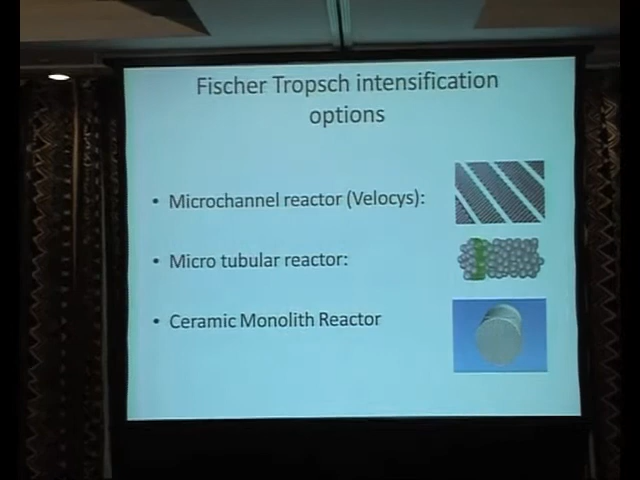 Fischer Tropsch intensification
options
• Microchannel reactor (Velocys):
• Micro tubular reactor:
• Ceramic Monolith Reactor